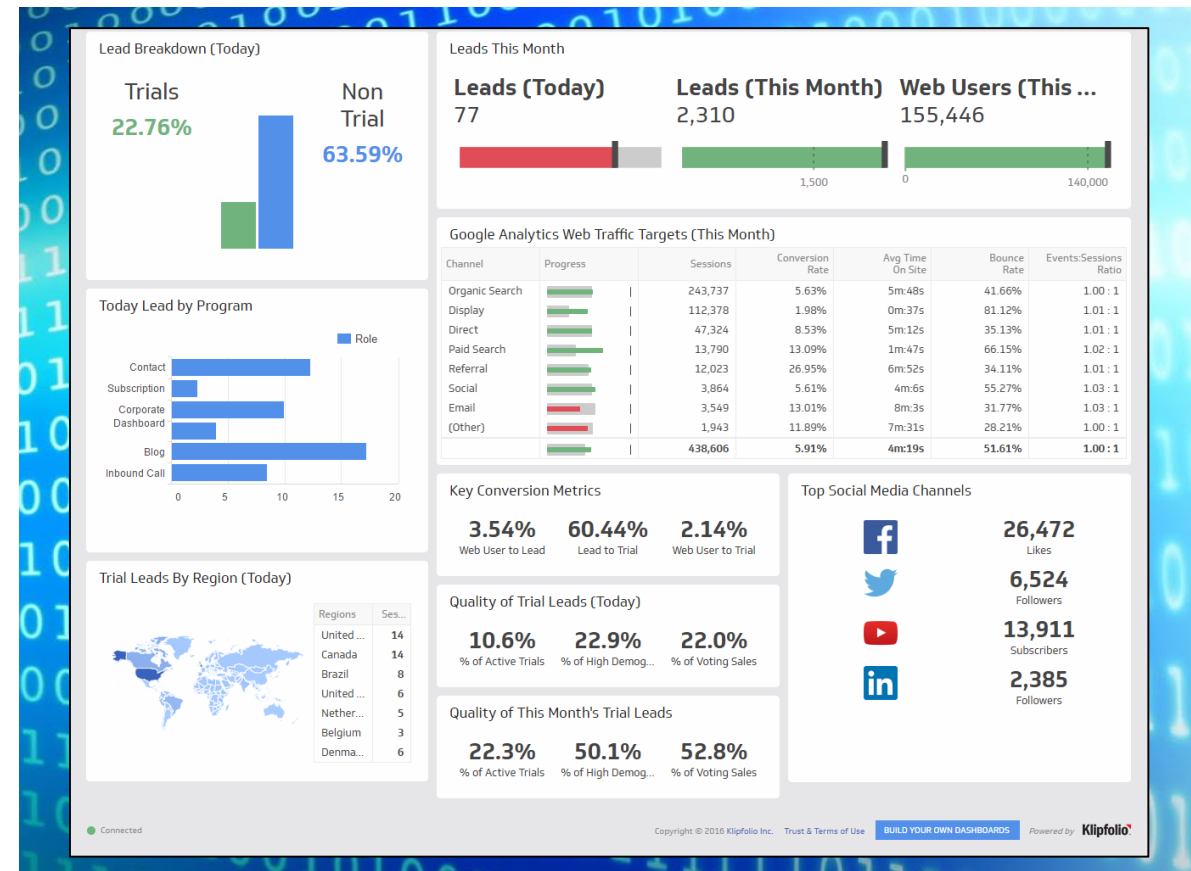 Lead Breakdown (Today)
Trials
22.76%
Non
Trial
63.59%
Leads This Month
Leads (Today)
77
Leads (This Month)
2,310
1,500
Web Users (This ...
155,446
0
140,000
Google Analytics Web Traffic Targets (This Month)
Channel Progress Sessions Conversion Rate Avg Time On Site Bounce Rate Events:Sessions Ratio
Organic Search 243,737 5.63% 5m:48s 41.66% 1.00 : 1
Display 112,378 1.98% 0m:37s 81.12% 1.01 : 1
Direct 47,324 8.53% 5m:12s 35.13% 1.01 : 1
Paid Search 13,790 13.09% 1m:47s 66.15% 1.02 : 1
Referral 12,023 26.95% 6m:52s 34.11% 1.01 : 1
Social 3,864 5.61% 4m:6s 55.27% 1.03 : 1
Email 3,549 13.01% 8m:3s 31.77% 1.03 : 1
(Other) 1,943 11.89% 7m:31s 28.21% 1.00 : 1
438,606 5.91% 4m:19s 51.61% 1.00 : 1
Today Lead by Program
Role
Contact
Subscription
Corporate
Dashboard
Blog
Inbound Call
0 5 10 15 20
Key Conversion Metrics
3.54% 60.44% 2.14%
Web User to Lead Lead to Trial Web User to Trial
Top Social Media Channels
26,472
Likes
6,524
Followers
13,911
Subscribers
in
2,385
Followers
Trial Leads By Region (Today)
Regions Ses...
United ... 14
Canada 14
Brazil 8
United ... 6
Nether... 5
Belgium 3
Denma... 6
Quality of Trial Leads (Today)
10.6% 22.9% 22.0%
% of Active Trials % of High Demog... % of Voting Sales
Quality of This Month's Trial Leads
22.3% 50.1% 52.8%
% of Active Trials % of High Demog... % of Voting Sales
Connected
Copyright © 2016 Klipfolio Inc. Trust & Terms of Use BUILD YOUR OWN DASHBOARDS Powered by Klipfolio